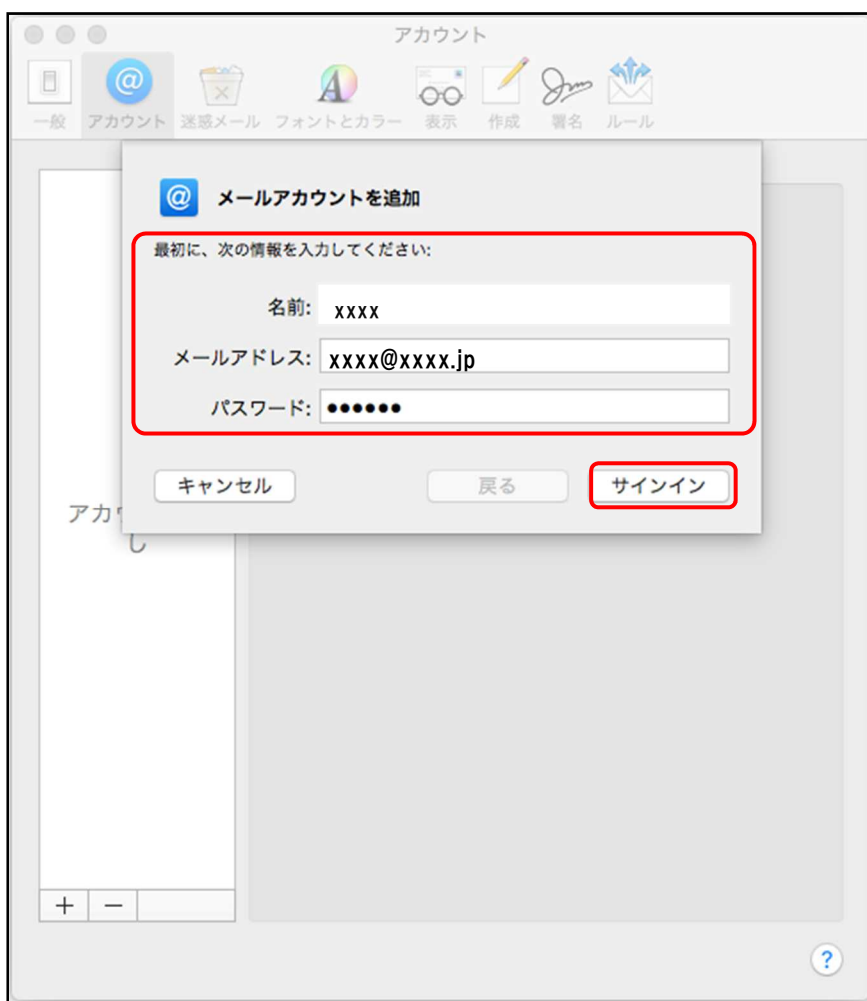 アカウント
一般 アカウント 迷惑メール フォントとカラー 表示 作成 署名 ルール
メールアカウントを追加
最初に、次の情報を入力してください:
名前: xxxx
メールアドレス: xxxx@xxxx.jp
パスワード: ••••••
キャンセル 戻る サインイン
アカ
し
+ −
?